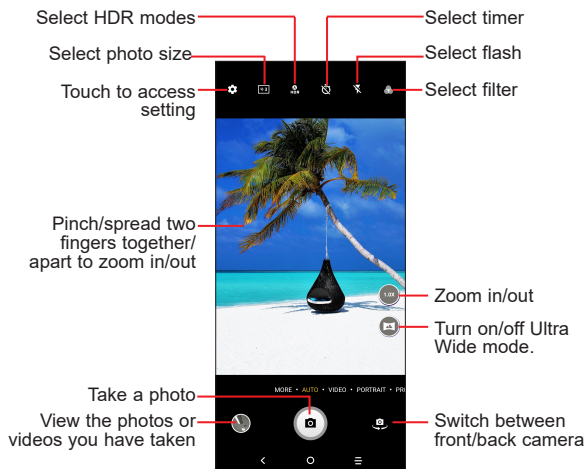 Select HDR modes
Select timer
Select photo size
Select flash
Touch to access
setting
Select filter
HDR
Pinch/spread two
fingers together/
apart to zoom in/out
1.0X
Zoom in/out
Turn on/off Ultra
Wide mode.
MORE • AUTO • VIDEO • PORTRAIT • PR
Take a photo
View the photos or
videos you have taken
Switch between
front/back camera